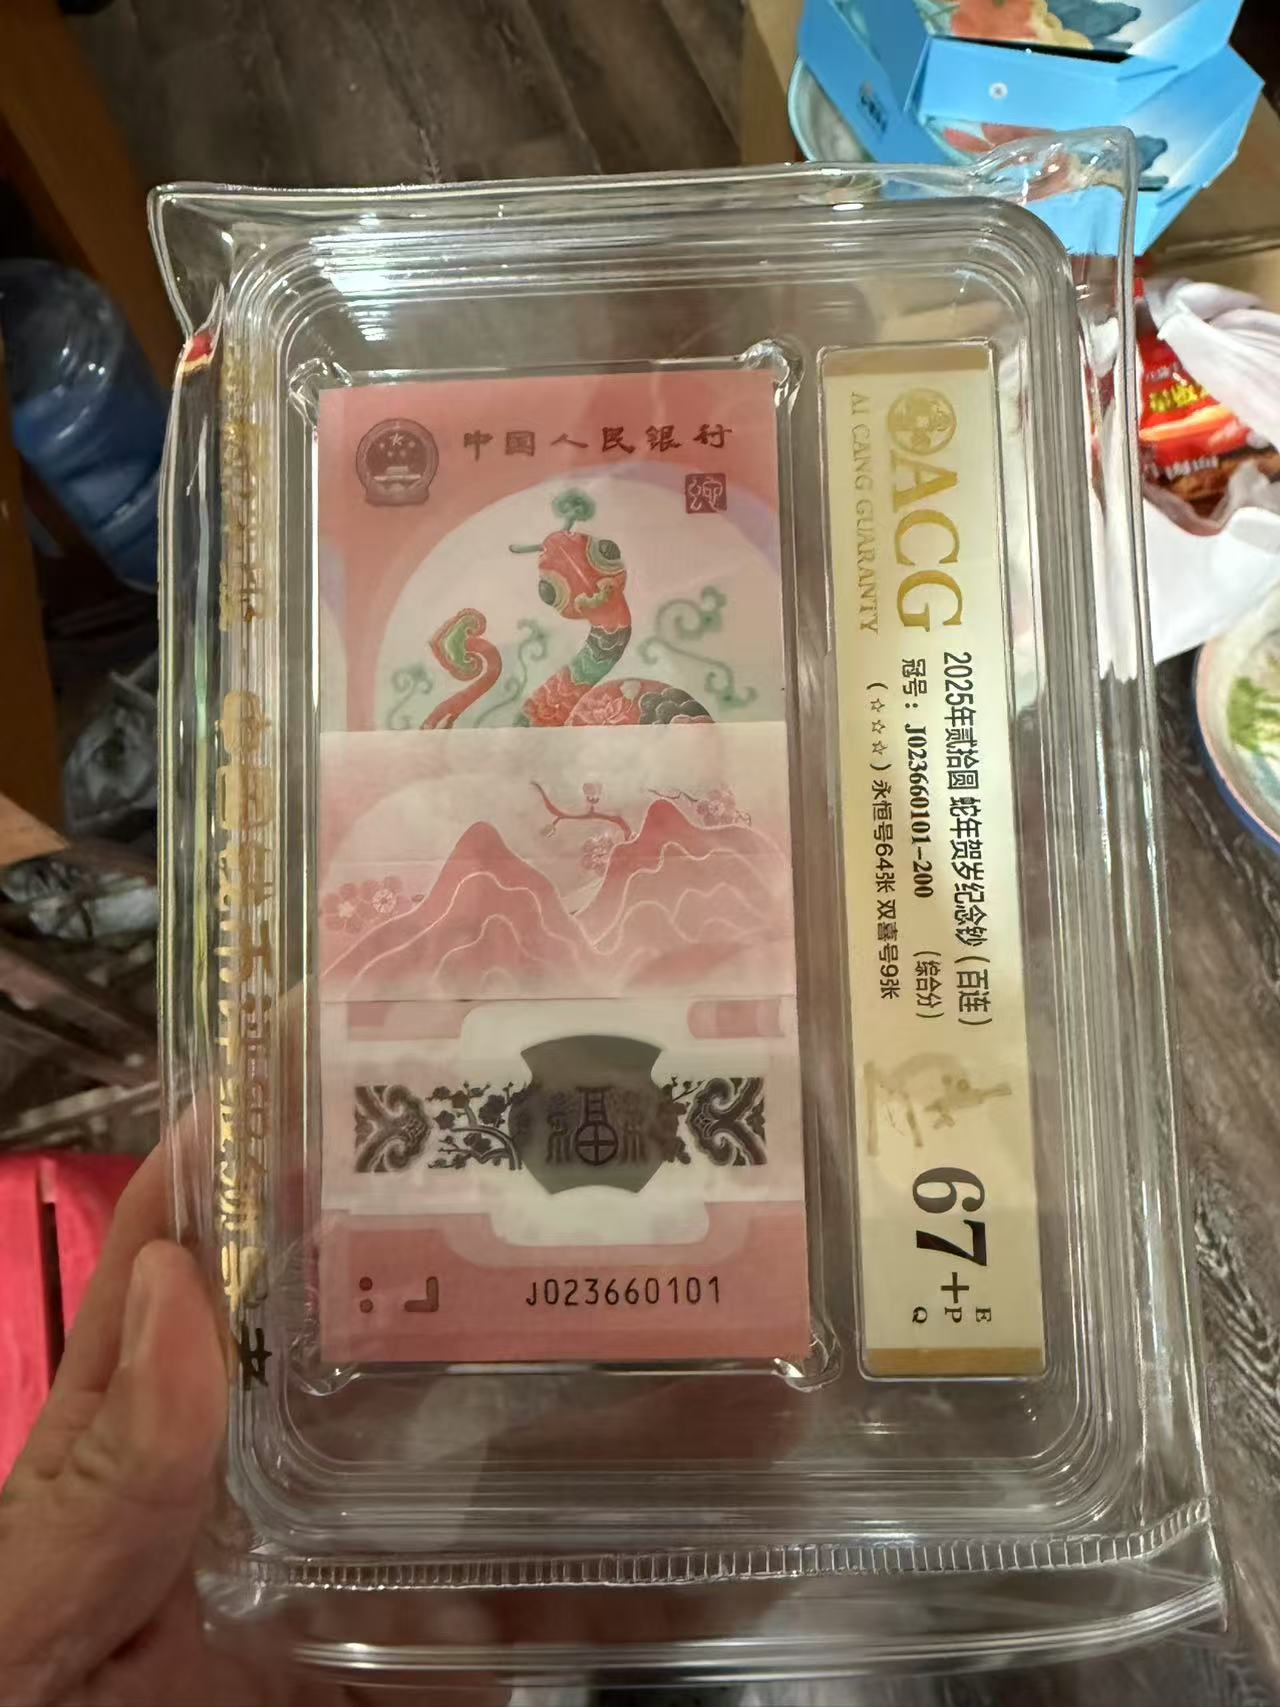 中国人民银行
迎
J023660101
ACG
AI CANG GUARANTY
2025年贰拾圆 蛇年贺岁纪念钞（百连）
冠号：J023660101-200 （综合分）
（☆☆☆）永恒号64张 双喜号9张
67+
E
P
Q